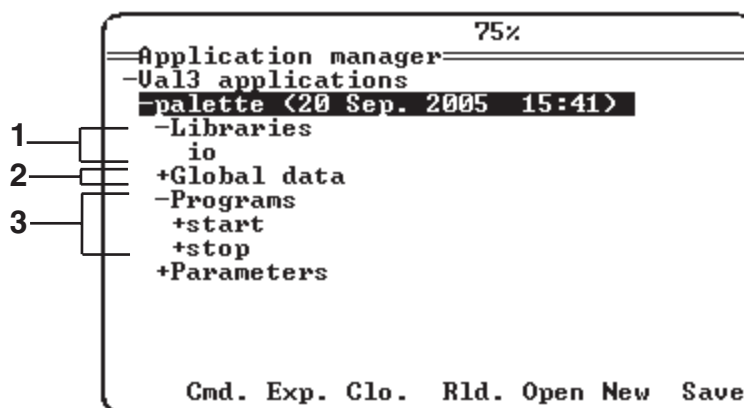 75%
Application manager
-Val3 applications
-palette (20 Sep. 2005 15:41)
1
-Libraries
io
2
+Global data
3
-Programs
+start
+stop
+Parameters
Cmd. Exp. Clo. Rld. Open New Save